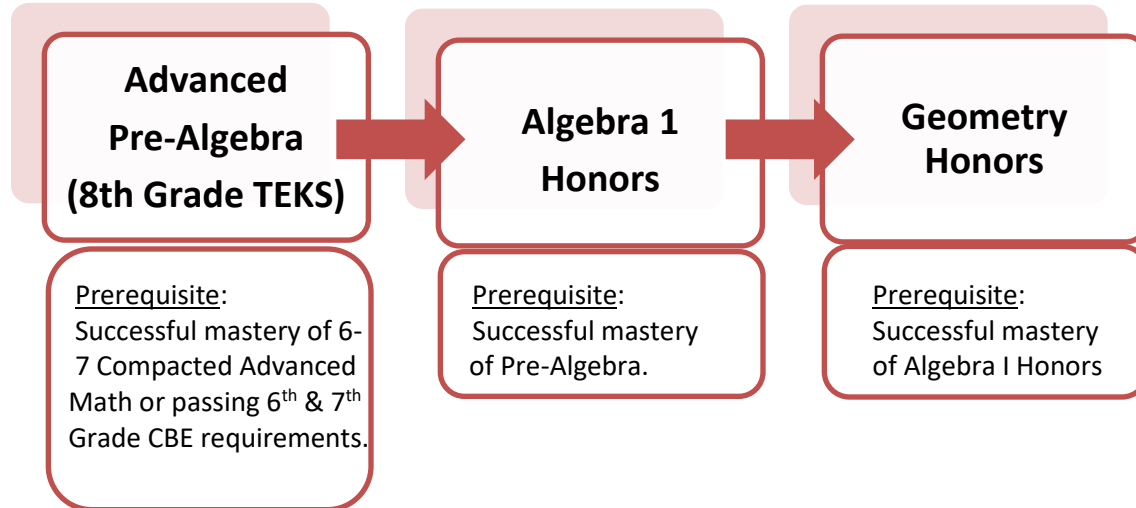 Advanced
Pre-Algebra
(8th Grade TEKS)
Prerequisite:
Successful mastery of 6-
7 Compacted Advanced
Math or passing 6th & 7th
Grade CBE requirements.
Algebra 1
Honors
Prerequisite:
Successful mastery
of Pre-Algebra.
Geometry
Honors
Prerequisite:
Successful mastery
of Algebra I Honors